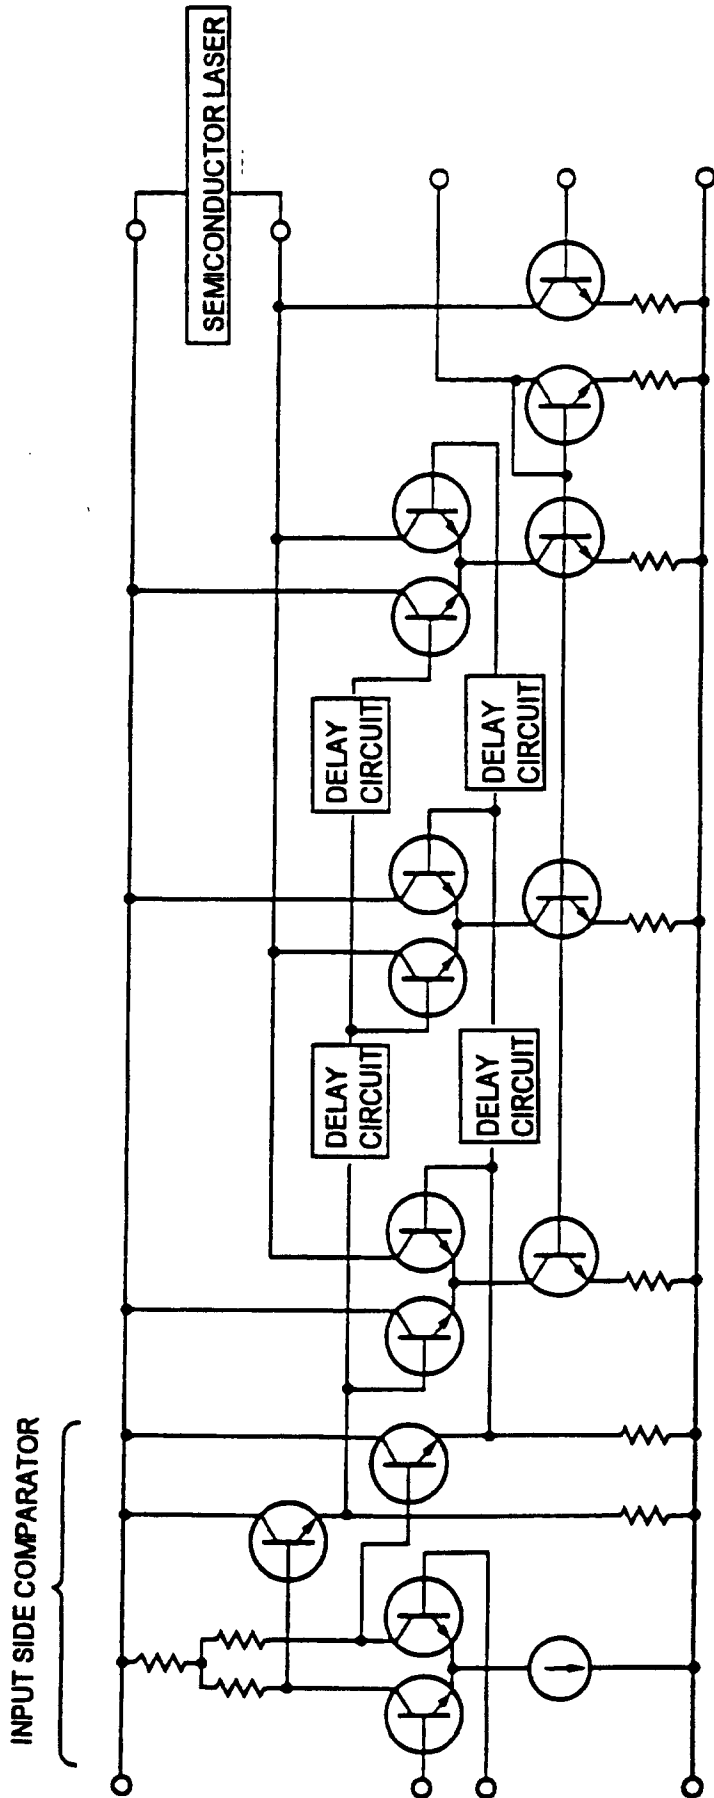 INPUT SIDE COMPARATOR
DELAY
CIRCUIT
DELAY
CIRCUIT
DELAY
CIRCUIT
DELAY
CIRCUIT
SEMICONDUCTOR LASER